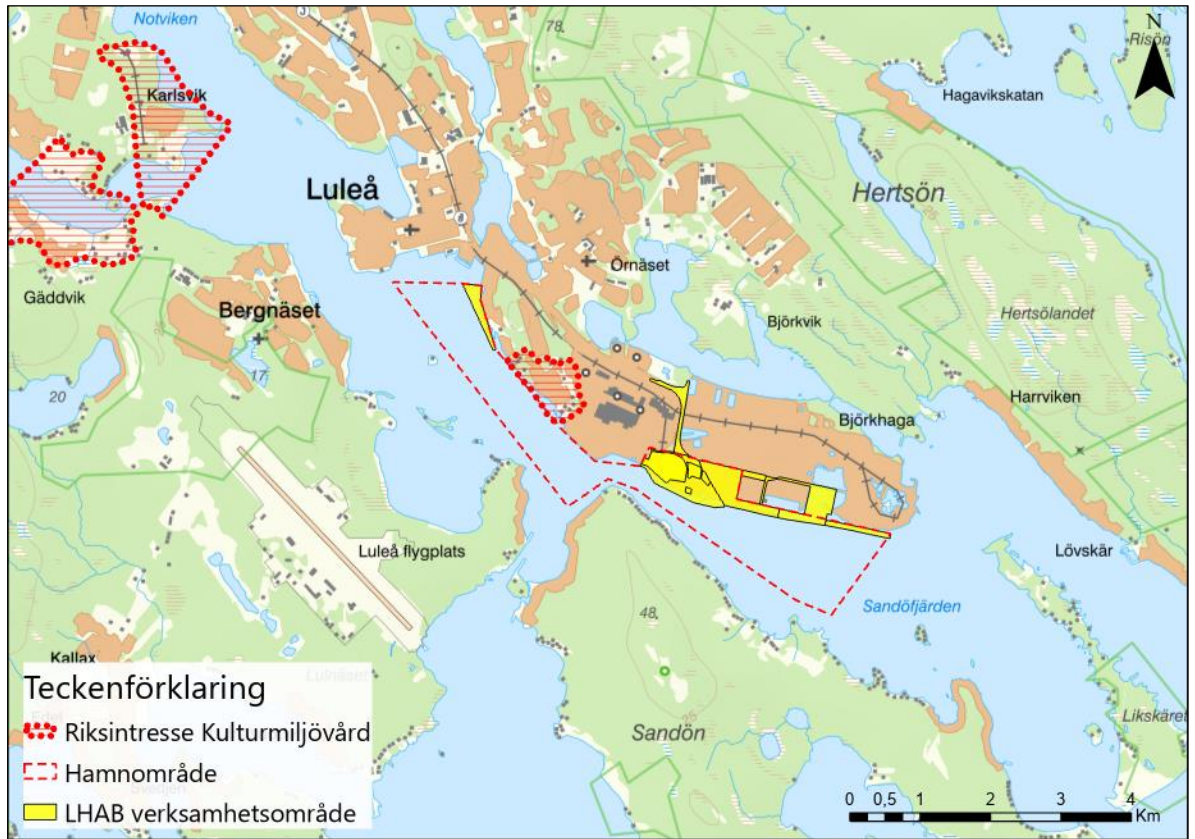 Notviken
78
N
Risön
Karlsvik
Hagavikskatan
Luleå
Hertsön
Örnäset
Gäddvik
Bergnäset
Björkvik
Hertsölandet
17
20
Harrviken
Björkhaga
Luleå flygplats
Lövskär
48
Sandöfjärden
Kallax
Teckenförklaring
Riksintresse Kulturmiljövård
Sandön
Likskäret
Hamnområde
0 0,5 1 2 3 4
Km
LHAB verksamhetsområde